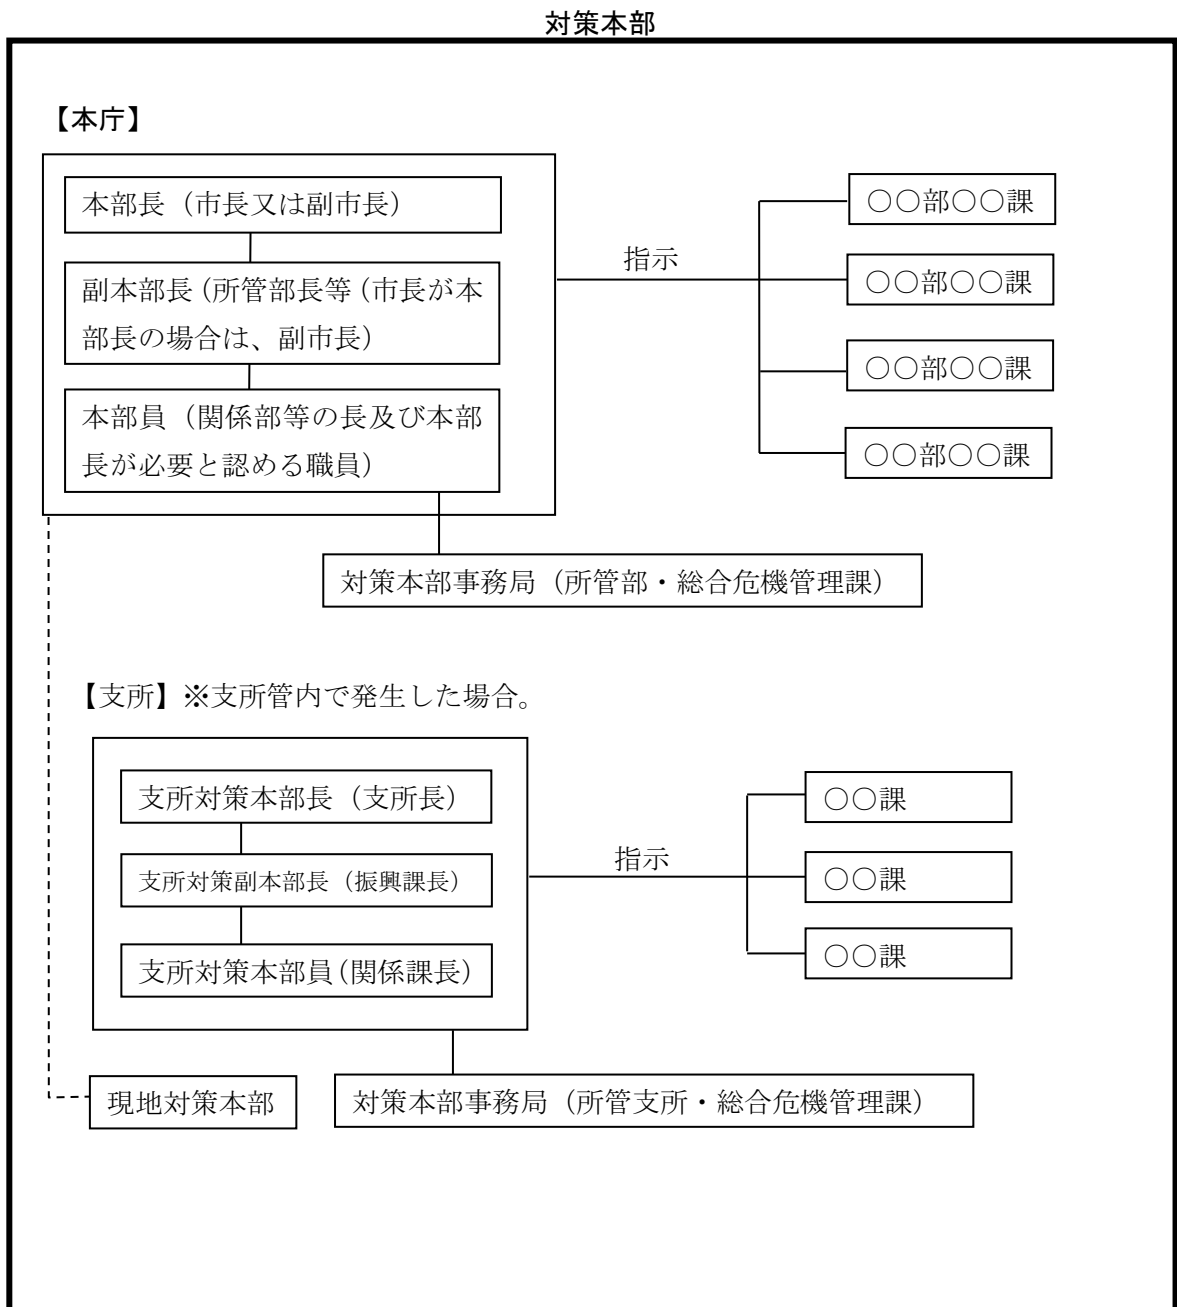 対策本部
【本庁】
本部長（市長又は副市長）
副本部長（所管部長等（市長が本
部長の場合は、副市長）
本部員（関係部等の長及び本部
長が必要と認める職員）
指示
○○部○○課
○○部○○課
○○部○○課
○○部○○課
対策本部事務局（所管部・総合危機管理課）
【支所】※支所管内で発生した場合。
支所対策本部長（支所長）
支所対策副本部長（振興課長）
支所対策本部員（関係課長）
指示
○○課
○○課
○○課
現地対策本部
対策本部事務局（所管支所・総合危機管理課）